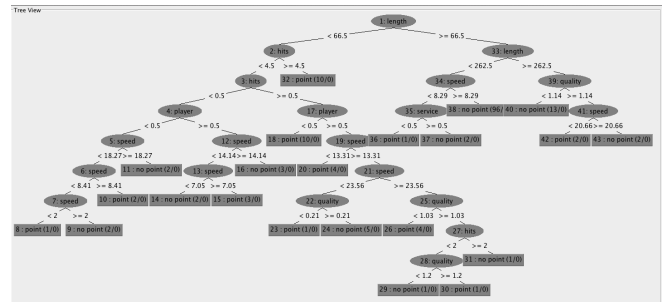 Tree View
1: length
< 66.5 >= 66.5
2: hits 33: length
< 4.5 >= 4.5 < 262.5 >= 262.5
3: hits 32 : point (10/0) 34: speed 39: quality
< 0.5 >= 0.5 < 8.29 >= 8.29 < 1.14 >= 1.14
4: player 17: player 35: service 38 : no point (96/ 40 : no point (13/0) 41: speed
< 0.5 >= 0.5 < 0.5 >= 0.5 < 0.5 >= 0.5 < 20.66 >= 20.66
5: speed 12: speed 18 : point (10/0) 19: speed 36 : point (1/0) 37 : no point (2/0) 42 : point (2/0) 43 : no point (2/0)
< 18.27 >= 18.27 < 14.14 >= 14.14 < 13.31 >= 13.31
6: speed 11 : no point (2/0) 13: speed 16 : no point (3/0) 20 : point (4/0) 21: speed
< 8.41 >= 8.41 < 7.05 >= 7.05 < 23.56 >= 23.56
7: speed 10 : point (2/0) 14 : no point (2/0) 15 : point (3/0) 22: quality 25: quality
< 2 >= 2 < 0.21 >= 0.21 < 1.03 >= 1.03
8 : point (1/0) 9 : no point (2/0) 23 : point (1/0) 24 : no point (5/0) 26 : point (4/0) 27: hits
< 2 >= 2
28: quality 31 : no point (1/0)
< 1.2 >= 1.2
29 : no point (1/0) 30 : point (1/0)